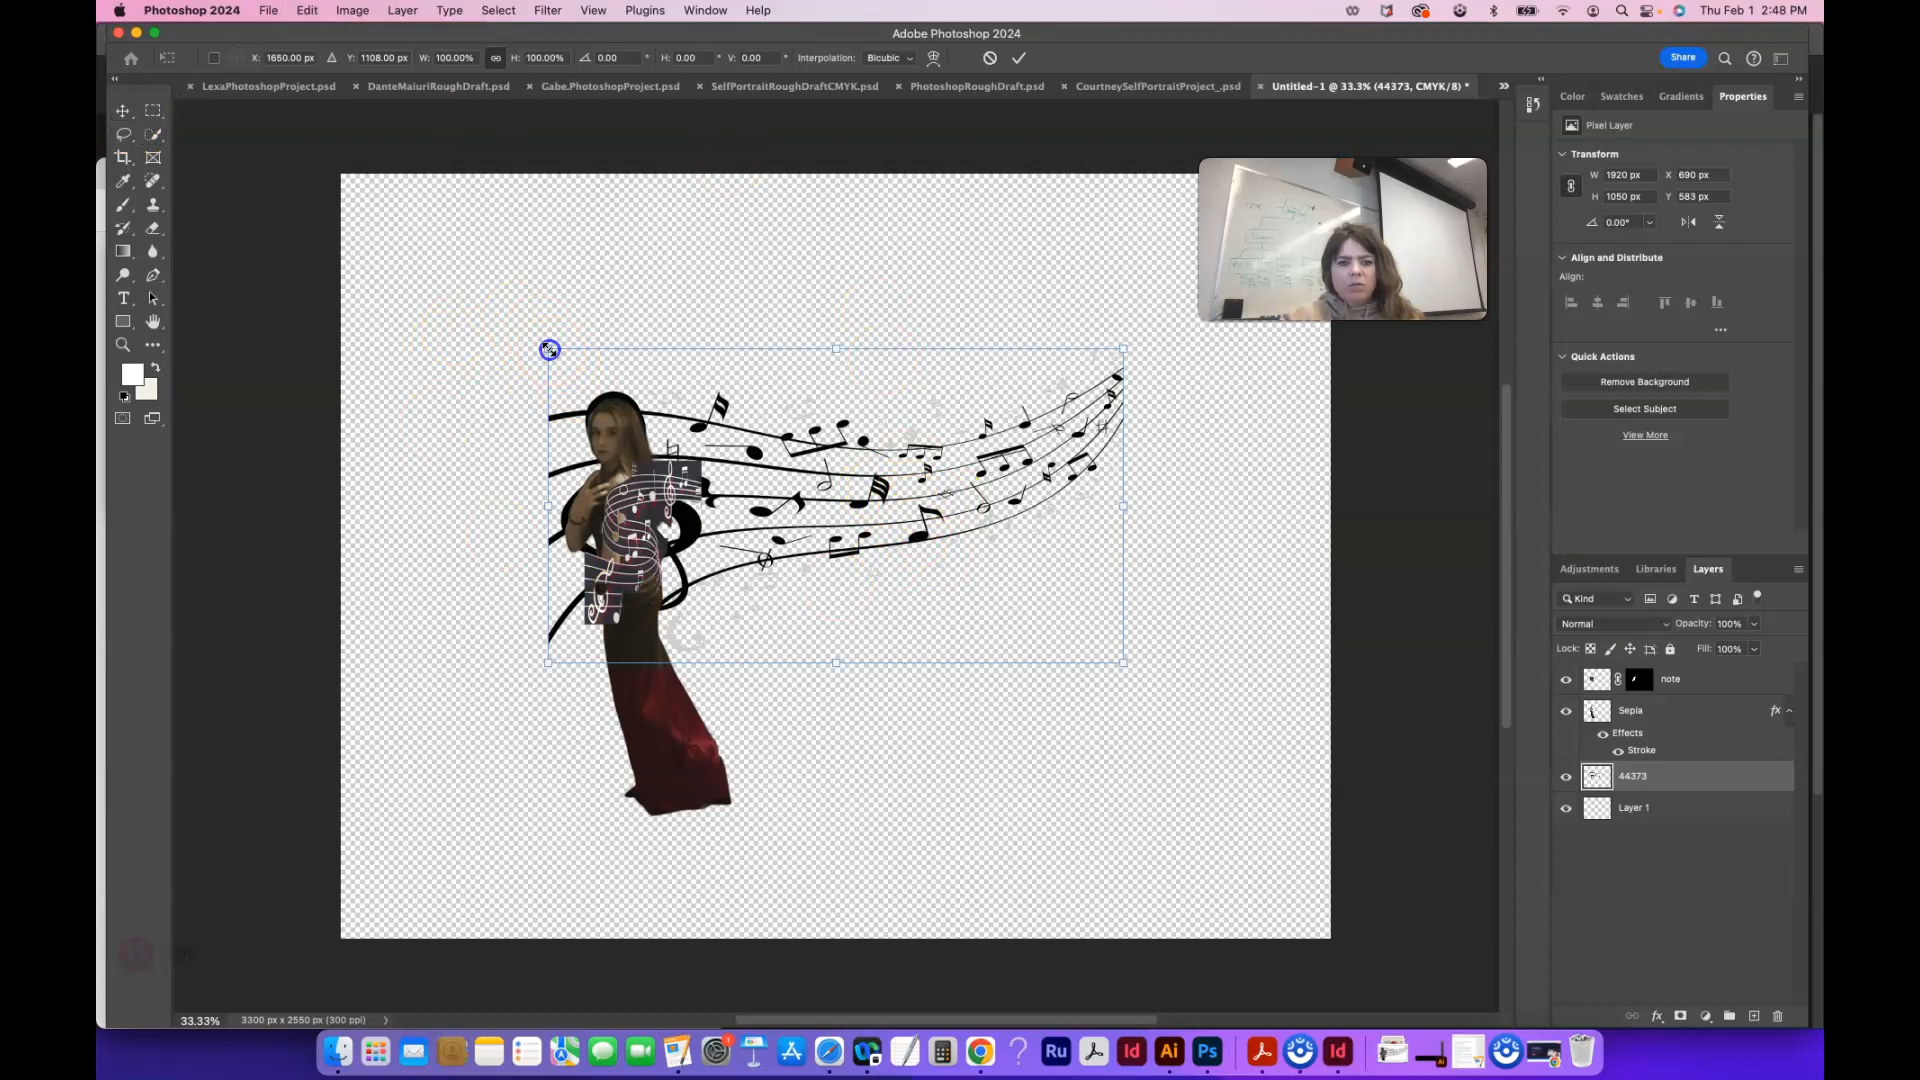 Photoshop 2024 File Edit Image Layer Type Select Filter View Plugins Window Help Thu Feb 1 2:48 PM
Adobe Photoshop 2024
X: 1650.00 px Y: 1108.00 px W: 100.00% H: 100.00% 0.00 ° H: 0.00 ° V: 0.00 ° Interpolation: Bicubic Share
× LexaPhotoshopProject.psd × DanteMaiuriRoughDraft.psd × Gabe.PhotoshopProject.psd × SelfPortraitRoughDraftCMYK.psd × PhotoshopRoughDraft.psd × CourtneySelfPortraitProject_.psd × Untitled-1 @ 33.3% (44373, CMYK/8) *
Color Swatches Gradients Properties
Pixel Layer
Transform
W 1920 px X 690 px
H 1050 px Y 583 px
0.00°
Align and Distribute
Align:
Quick Actions
Remove Background
Select Subject
View More
Adjustments Libraries Layers
Kind
Normal Opacity: 100%
Lock: Fill: 100%
note
Sepia fx
Effects
Stroke
44373
Layer 1
33.33% 3300 px x 2550 px (300 ppi)
Ru Id Ai Ps Id